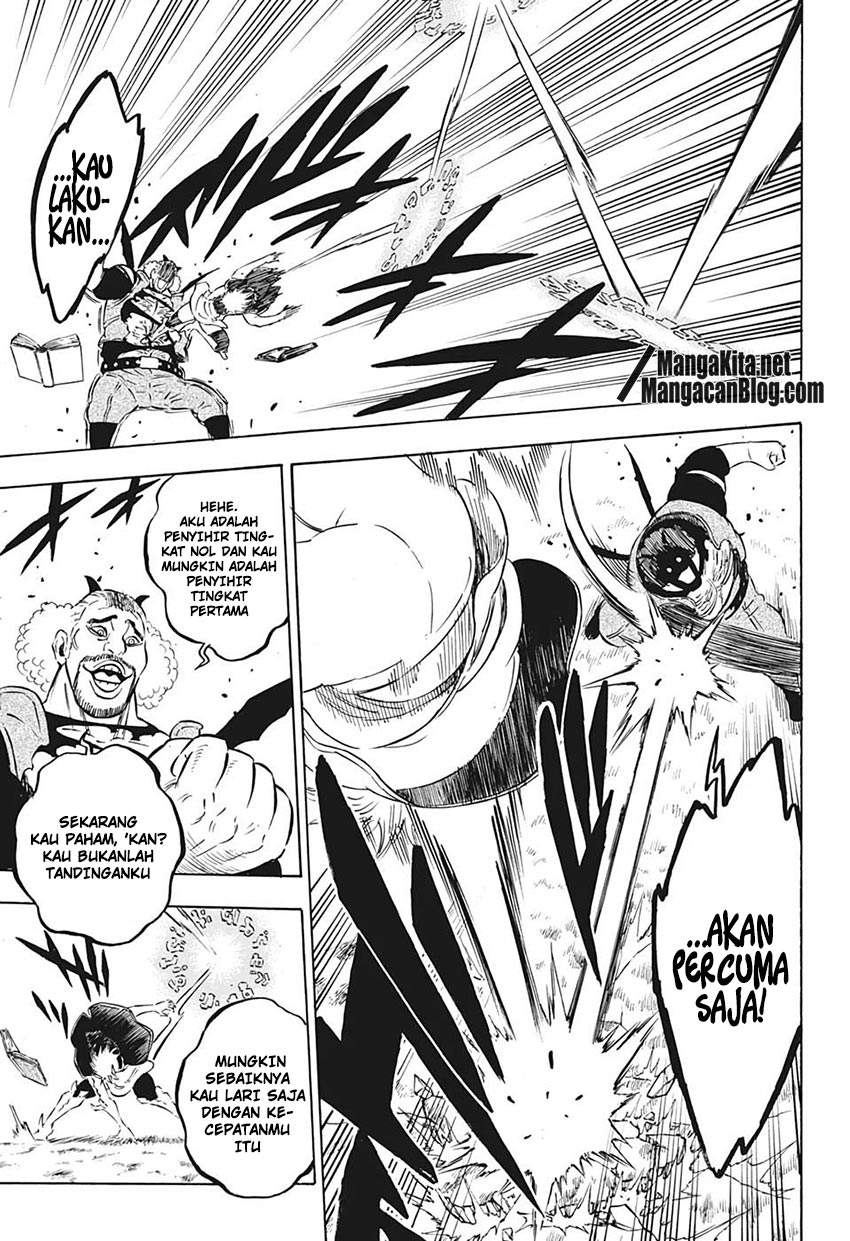 ...KAU
LAKU-
KAN...
MangaKita.net
MangacanBlog.com
...AKAN
PERCUMA
SAJA!
HEHE.
AKU ADALAH
PENYIHIR TING-
KAT NOL DAN KAU
MUNGKIN ADALAH
PENYIHIR
TINGKAT
PERTAMA
SEKARANG
KAU PAHAM, 'KAN?
KAU BUKANLAH
TANDINGANKU
MUNGKIN
SEBAIKNYA
KAU LARI SAJA
DENGAN KE-
CEPATANMU
ITU